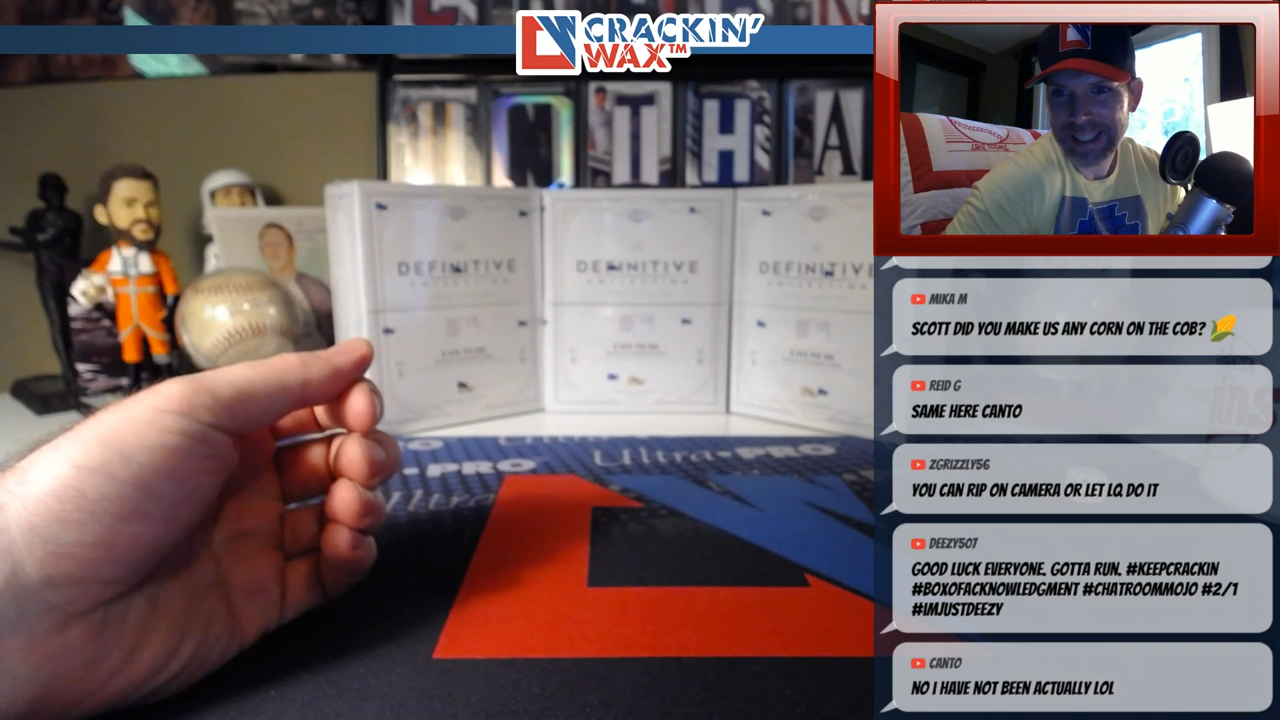 CRACKIN'
WAX™
DEFINITIVE
COLLECTION
DEFINITIVE
COLLECTION
DEFINITIVE
Ultra•PRO
MIKA M
SCOTT DID YOU MAKE US ANY CORN ON THE COB? 🌽
REID G
SAME HERE CANTO
ZGRIZZLY56
YOU CAN RIP ON CAMERA OR LET LQ DO IT
DEEZY507
GOOD LUCK EVERYONE. GOTTA RUN. #KEEPCRACKIN
#BOXOFACKNOWLEDGMENT #CHATROOMMOJO #2/1
#IMJUSTDEEZY
CANTO
NO I HAVE NOT BEEN ACTUALLY LOL